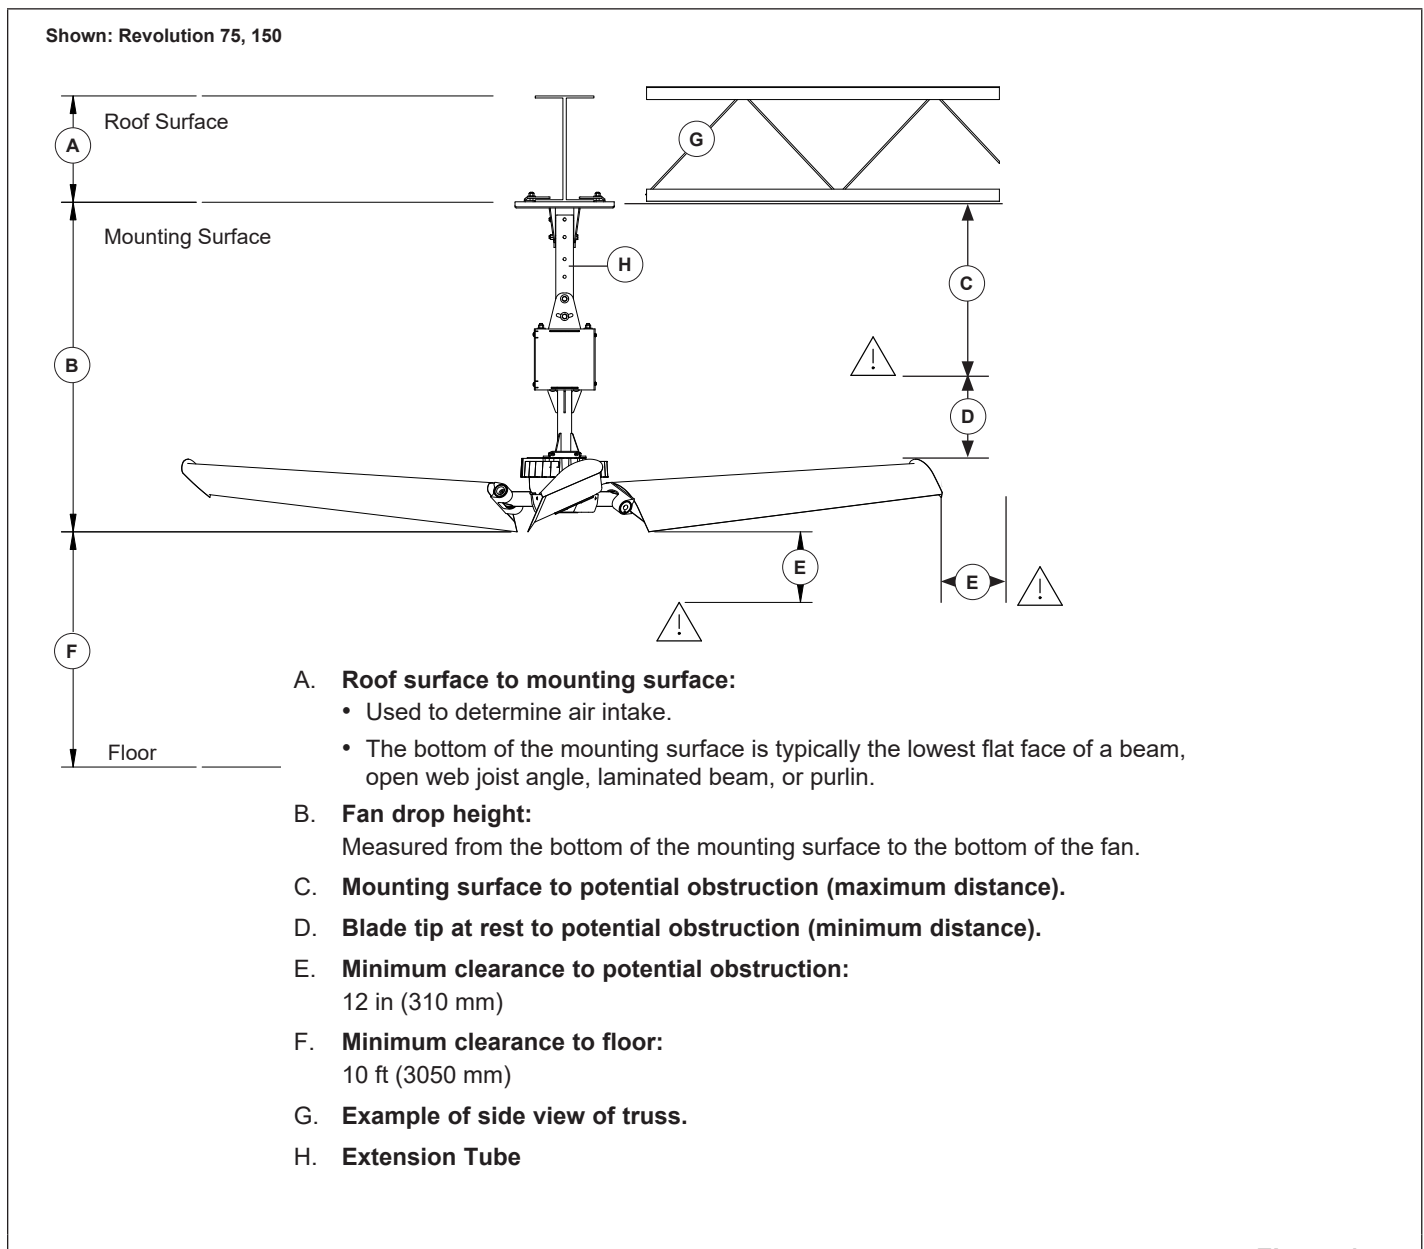 Shown: Revolution 75, 150
Roof Surface
A
G
Mounting Surface
H
C
B
D
E
E
F
Floor
A. Roof surface to mounting surface:
• Used to determine air intake.
• The bottom of the mounting surface is typically the lowest flat face of a beam,
open web joist angle, laminated beam, or purlin.
B. Fan drop height:
Measured from the bottom of the mounting surface to the bottom of the fan.
C. Mounting surface to potential obstruction (maximum distance).
D. Blade tip at rest to potential obstruction (minimum distance).
E. Minimum clearance to potential obstruction:
12 in (310 mm)
F. Minimum clearance to floor:
10 ft (3050 mm)
G. Example of side view of truss.
H. Extension Tube